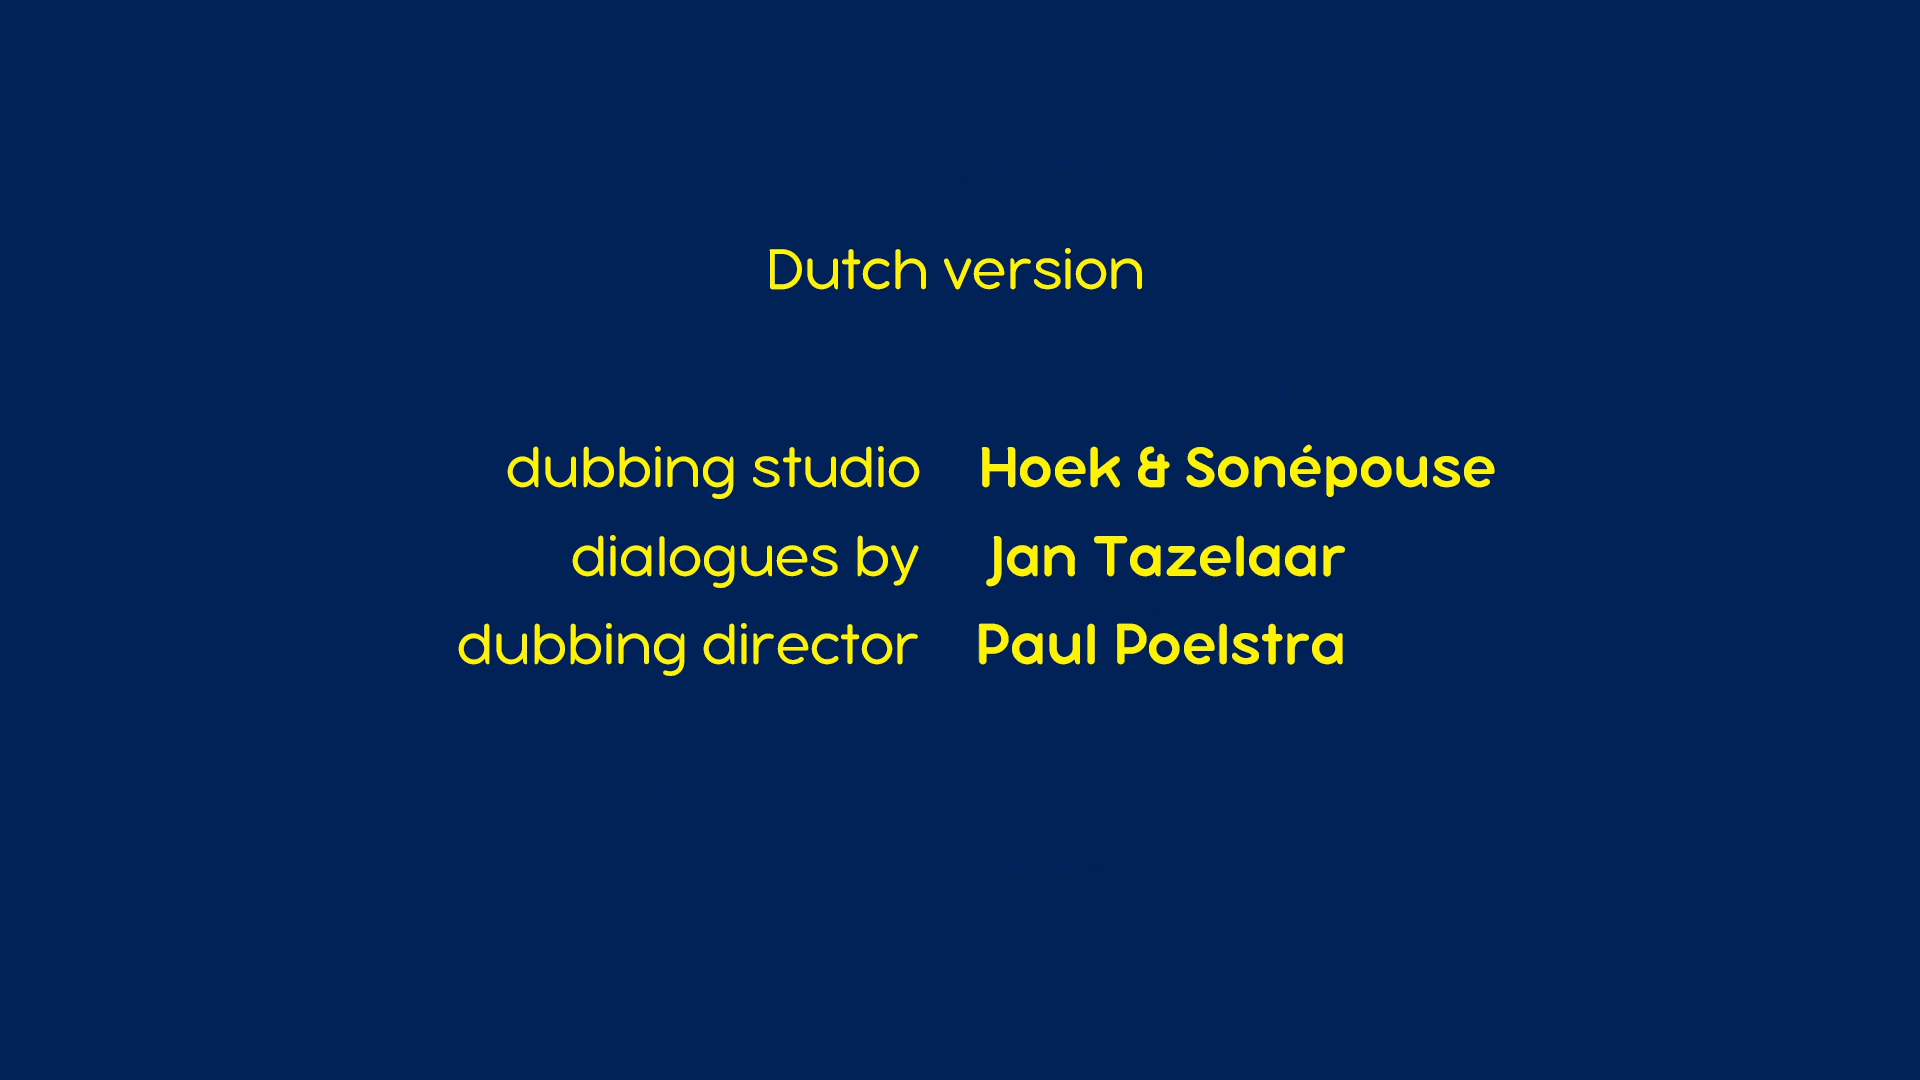 Dutch version
dubbing studio Hoek & Sonépouse
dialogues by Jan Tazelaar
dubbing director Paul Poelstra